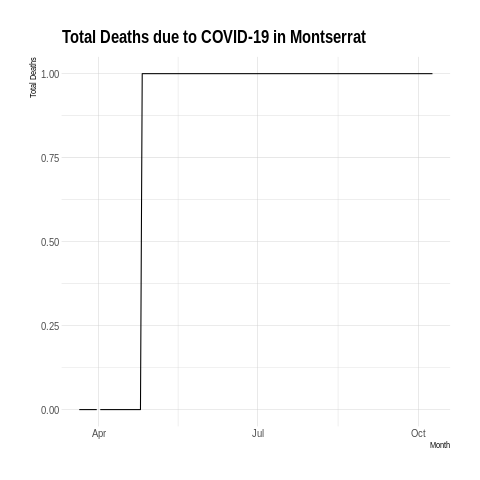 Total Deaths due to COVID-19 in Montserrat
Total Deaths
1.00
0.75
0.50
0.25
0.00
Apr Jul Oct
Month